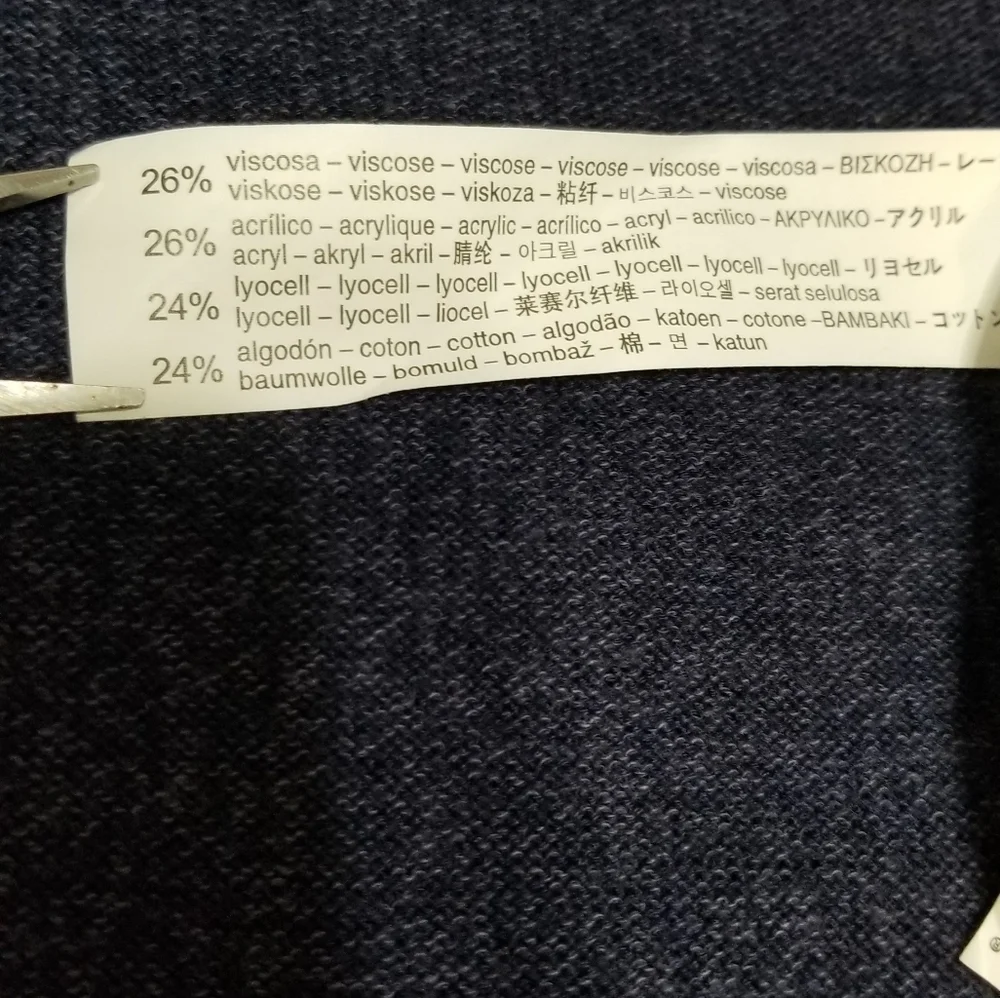 26% viscosa – viscose – viscose – viscose – viscose – viscosa – ΒΙΣΚΟΖΗ – レー
viskose – viskose – viskoza – 粘纤 – 비스코스 – viscose
26% acrílico – acrylique – acrylic – acrílico – acryl – acrilico – ΑΚΡΥΛΙΚΟ – アクリル
acryl – akryl – akril – 腈纶 – 아크릴 – akrilik
24% lyocell – lyocell – lyocell – lyocell – lyocell – lyocell – lyocell – リヨセル
lyocell – lyocell – liocel – 莱赛尔纤维 – 라이오셀 – serat selulosa
24% algodón – coton – cotton – algodão – katoen – cotone – ΒΑΜΒΑΚΙ – コットン
baumwolle – bomuld – bombaž – 棉 – 면 – katun